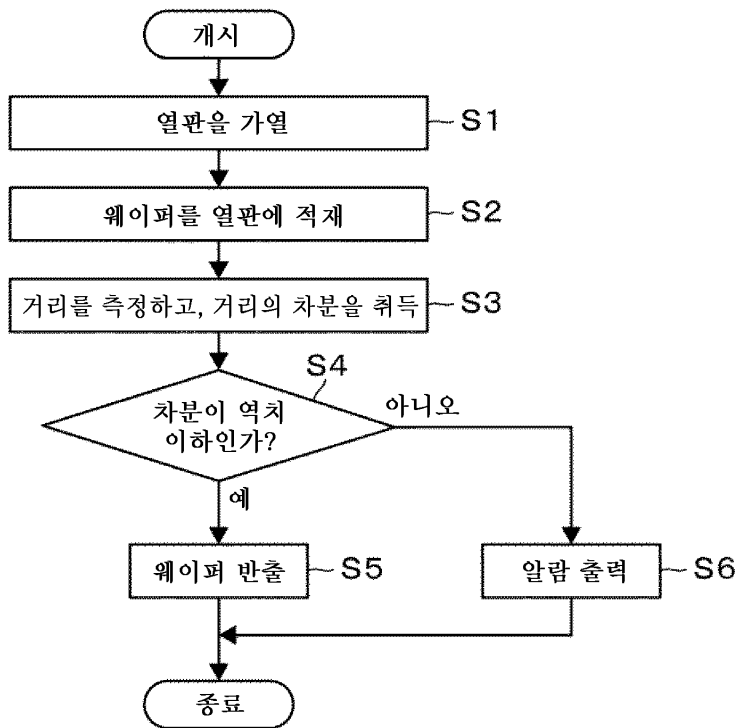 개시
열판을 가열
S1
웨이퍼를 열판에 적재
S2
거리를 측정하고, 거리의 차분을 취득
S3
S4
차분이 역치
이하인가?
아니오
예
웨이퍼 반출
S5
알람 출력
S6
종료